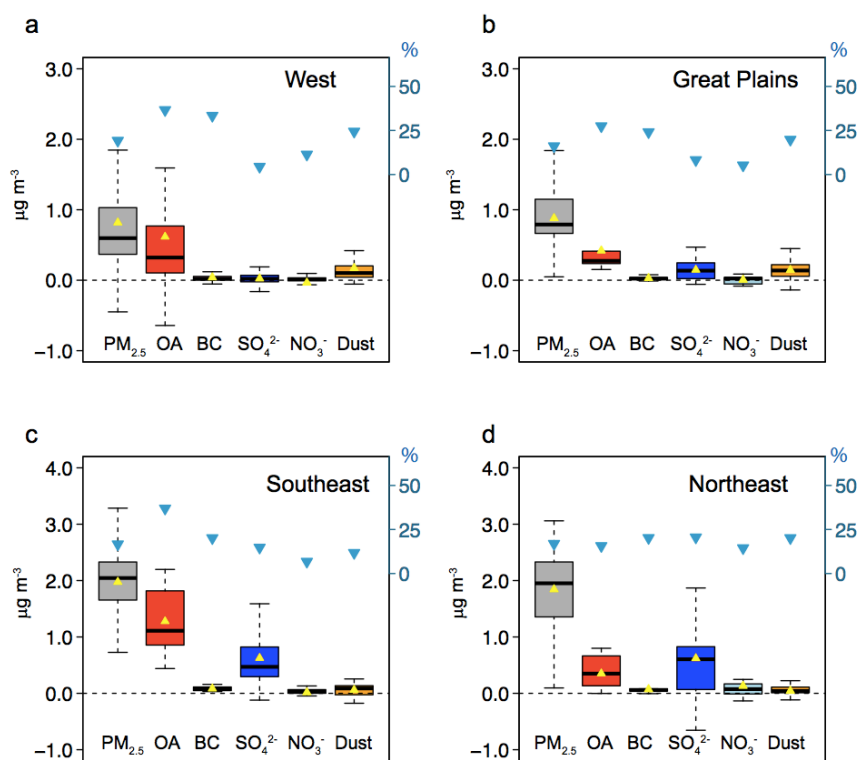 a
West
%
3.0
2.0
1.0
0.0
−1.0
µg m⁻³
50
25
0
PM₂.₅ OA BC SO₄²⁻ NO₃⁻ Dust
b
Great Plains
%
3.0
2.0
1.0
0.0
−1.0
µg m⁻³
50
25
0
PM₂.₅ OA BC SO₄²⁻ NO₃⁻ Dust
c
Southeast
%
4.0
3.0
2.0
1.0
0.0
−1.0
µg m⁻³
50
25
0
PM₂.₅ OA BC SO₄²⁻ NO₃⁻ Dust
d
Northeast
%
4.0
3.0
2.0
1.0
0.0
−1.0
µg m⁻³
50
25
0
PM₂.₅ OA BC SO₄²⁻ NO₃⁻ Dust